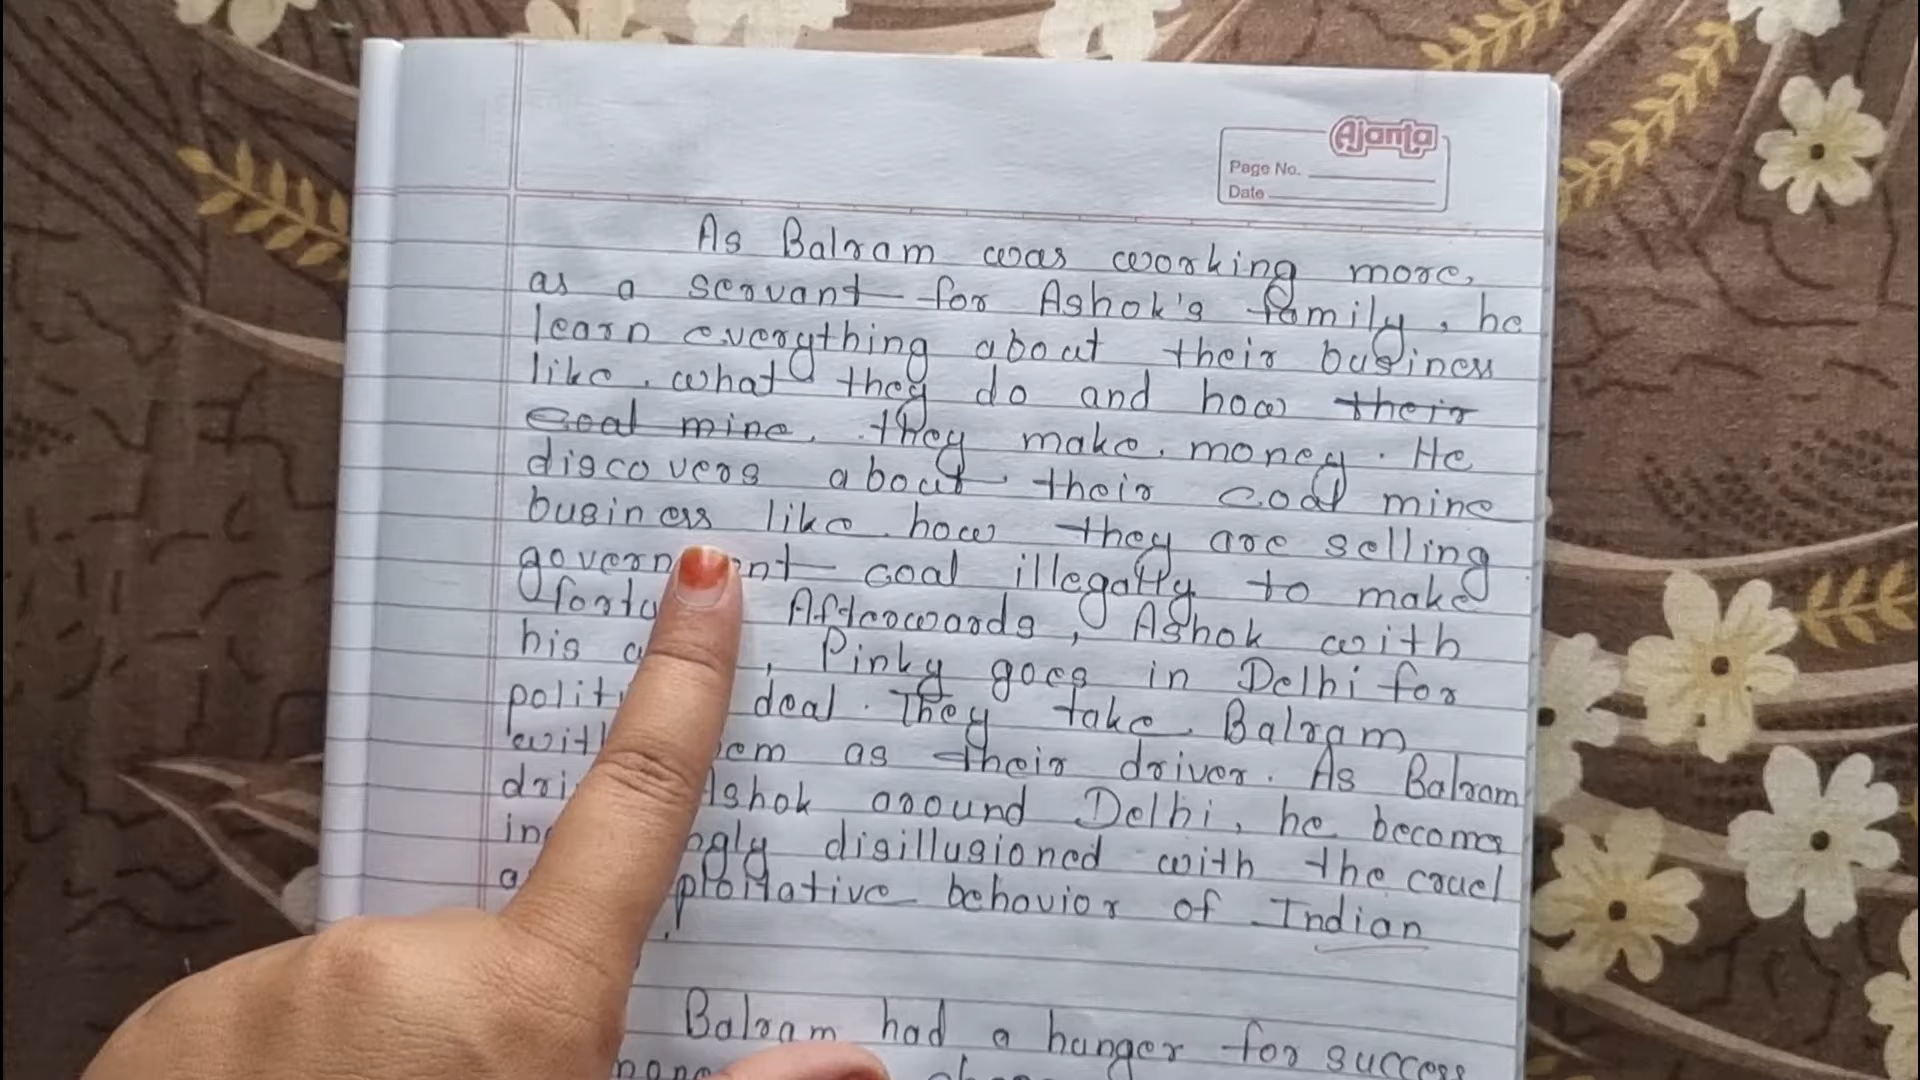 Ajanta
Page No.
Date
As Balram was working more,
as a servant for Ashok's family, he
learn everything about their business
like what they do and how their
coal mine, they make money. He
discovers about their coal mine
business like how they are selling
coal illegally to make
Afterwards, Ashok with
his , Pinky goes in Delhi for
deal. They take Balram
as their driver. As Balram
around Delhi, he becomes
disillusioned with the cruel
behavior of Indian
Balram had a hunger for success